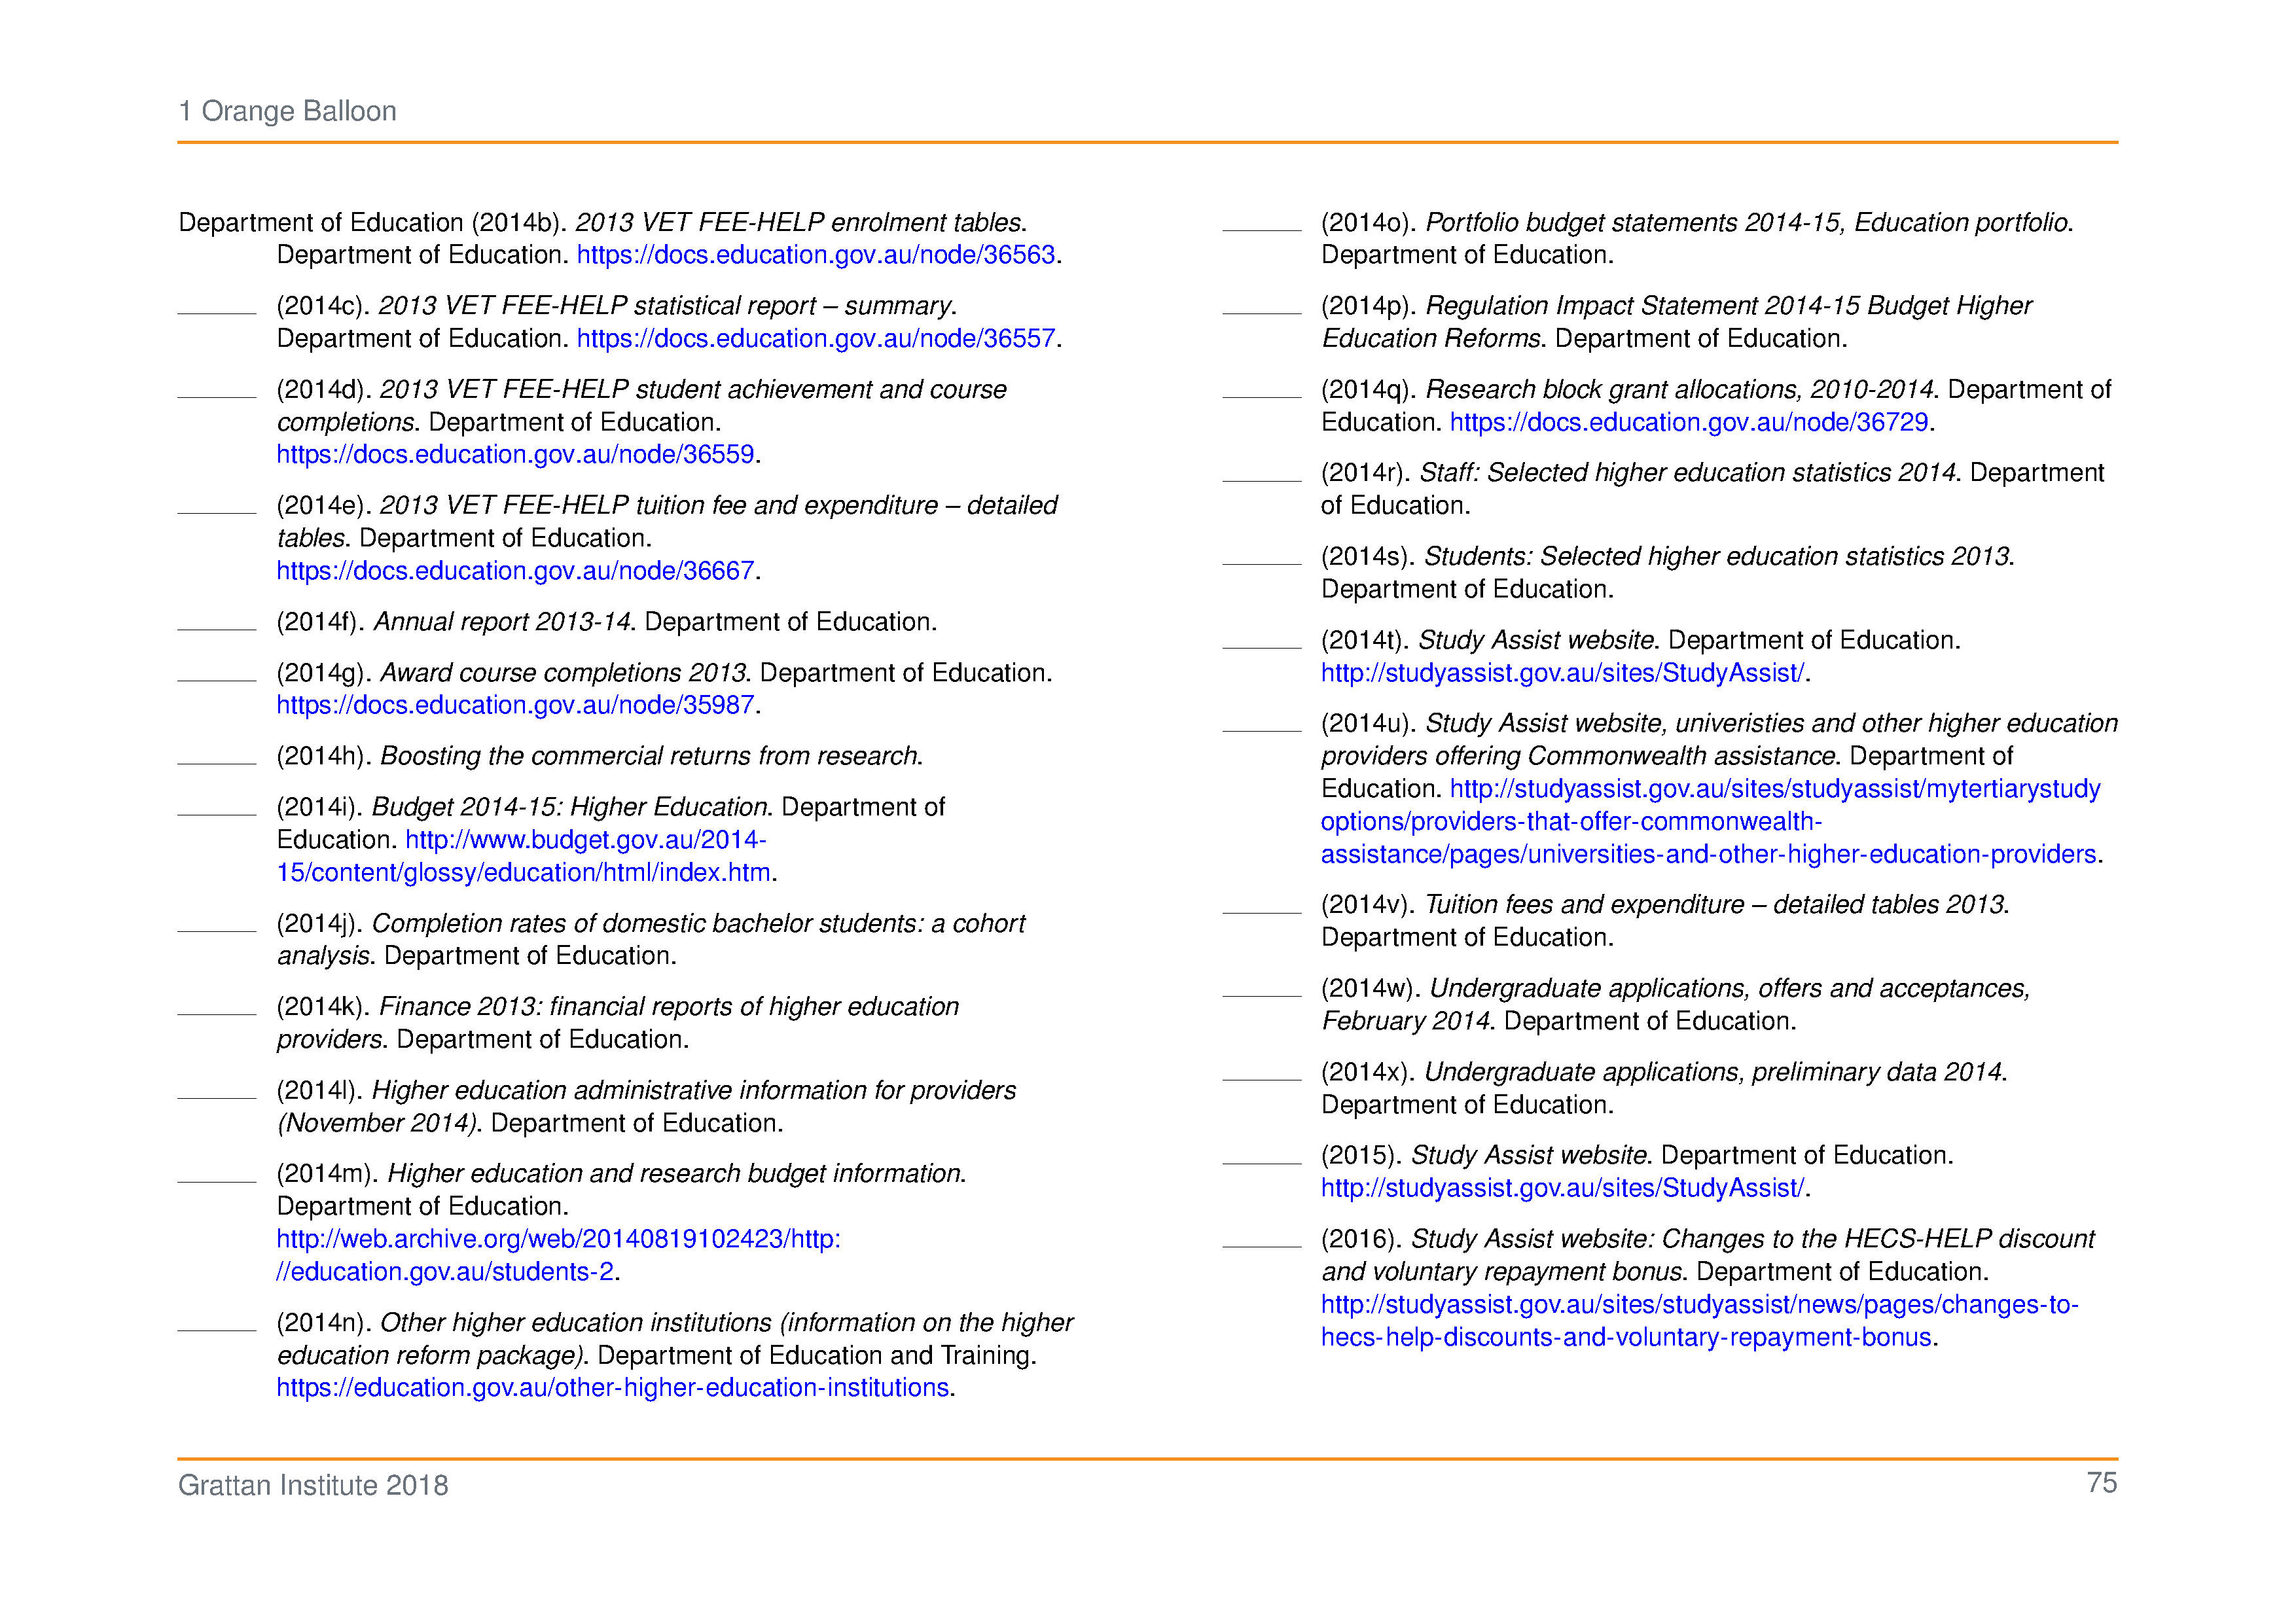 1 Orange Balloon
Department of Education (2014b). 2013 VET FEE-HELP enrolment tables.
Department of Education. https://docs.education.gov.au/node/36563.
(2014c). 2013 VET FEE-HELP statistical report – summary.
Department of Education. https://docs.education.gov.au/node/36557.
(2014d). 2013 VET FEE-HELP student achievement and course
completions. Department of Education.
https://docs.education.gov.au/node/36559.
(2014e). 2013 VET FEE-HELP tuition fee and expenditure – detailed
tables. Department of Education.
https://docs.education.gov.au/node/36667.
(2014f). Annual report 2013-14. Department of Education.
(2014g). Award course completions 2013. Department of Education.
https://docs.education.gov.au/node/35987.
(2014h). Boosting the commercial returns from research.
(2014i). Budget 2014-15: Higher Education. Department of
Education. http://www.budget.gov.au/2014-
15/content/glossy/education/html/index.htm.
(2014j). Completion rates of domestic bachelor students: a cohort
analysis. Department of Education.
(2014k). Finance 2013: financial reports of higher education
providers. Department of Education.
(2014l). Higher education administrative information for providers
(November 2014). Department of Education.
(2014m). Higher education and research budget information.
Department of Education.
http://web.archive.org/web/20140819102423/http:
//education.gov.au/students-2.
(2014n). Other higher education institutions (information on the higher
education reform package). Department of Education and Training.
https://education.gov.au/other-higher-education-institutions.
(2014o). Portfolio budget statements 2014-15, Education portfolio.
Department of Education.
(2014p). Regulation Impact Statement 2014-15 Budget Higher
Education Reforms. Department of Education.
(2014q). Research block grant allocations, 2010-2014. Department of
Education. https://docs.education.gov.au/node/36729.
(2014r). Staff: Selected higher education statistics 2014. Department
of Education.
(2014s). Students: Selected higher education statistics 2013.
Department of Education.
(2014t). Study Assist website. Department of Education.
http://studyassist.gov.au/sites/StudyAssist/.
(2014u). Study Assist website, univeristies and other higher education
providers offering Commonwealth assistance. Department of
Education. http://studyassist.gov.au/sites/studyassist/mytertiarystudy
options/providers-that-offer-commonwealth-
assistance/pages/universities-and-other-higher-education-providers.
(2014v). Tuition fees and expenditure – detailed tables 2013.
Department of Education.
(2014w). Undergraduate applications, offers and acceptances,
February 2014. Department of Education.
(2014x). Undergraduate applications, preliminary data 2014.
Department of Education.
(2015). Study Assist website. Department of Education.
http://studyassist.gov.au/sites/StudyAssist/.
(2016). Study Assist website: Changes to the HECS-HELP discount
and voluntary repayment bonus. Department of Education.
http://studyassist.gov.au/sites/studyassist/news/pages/changes-to-
hecs-help-discounts-and-voluntary-repayment-bonus.
Grattan Institute 2018
75